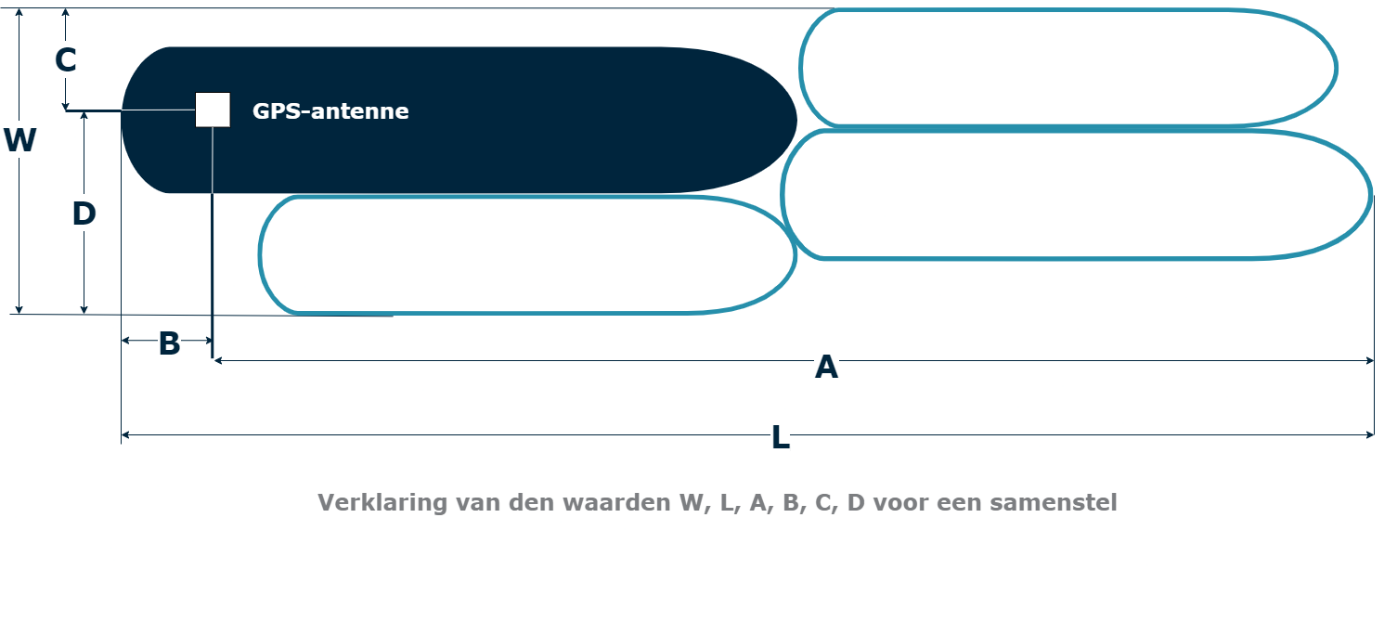 C
GPS-antenne
W
D
B
A
L
Verklaring van den waarden W, L, A, B, C, D voor een samenstel